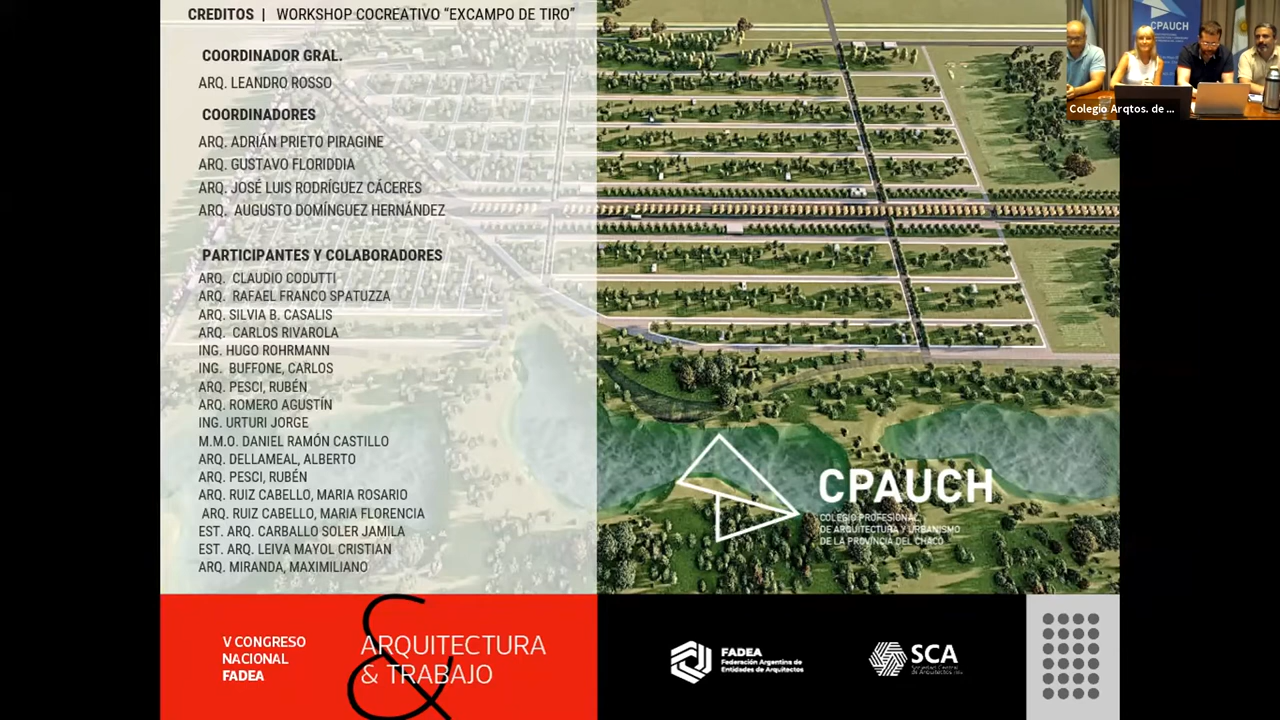 CREDITOS | WORKSHOP COCREATIVO “EXCAMPO DE TIRO”
COORDINADOR GRAL.
ARQ. LEANDRO ROSSO
COORDINADORES
ARQ. ADRIÁN PRIETO PIRAGINE
ARQ. GUSTAVO FLORIDDIA
ARQ. JOSÉ LUIS RODRÍGUEZ CÁCERES
ARQ. AUGUSTO DOMÍNGUEZ HERNÁNDEZ
PARTICIPANTES Y COLABORADORES
ARQ. CLAUDIO CODUTTI
ARQ. RAFAEL FRANCO SPATUZZA
ARQ. SILVIA B. CASALIS
ARQ. CARLOS RIVAROLA
ING. HUGO ROHRMANN
ING. BUFFONE, CARLOS
ARQ. PESCI, RUBÉN
ARQ. ROMERO AGUSTÍN
ING. URTURI JORGE
M.M.O. DANIEL RAMÓN CASTILLO
ARQ. DELLAMEAL, ALBERTO
ARQ. PESCI, RUBÉN
ARQ. RUIZ CABELLO, MARIA ROSARIO
ARQ. RUIZ CABELLO, MARIA FLORENCIA
EST. ARQ. CARBALLO SOLER JAMILA
EST. ARQ. LEIVA MAYOL CRISTIAN
ARQ. MIRANDA, MAXIMILIANO
CPAUCH
COLEGIO PROFESIONAL
DE ARQUITECTURA Y URBANISMO
DE LA PROVINCIA DEL CHACO
CPAUCH
Colegio Arqtos. de ...
V CONGRESO
NACIONAL
FADEA
ARQUITECTURA
& TRABAJO
FADEA
Federación Argentina de
Entidades de Arquitectos
SCA
Sociedad Central
de Arquitectos